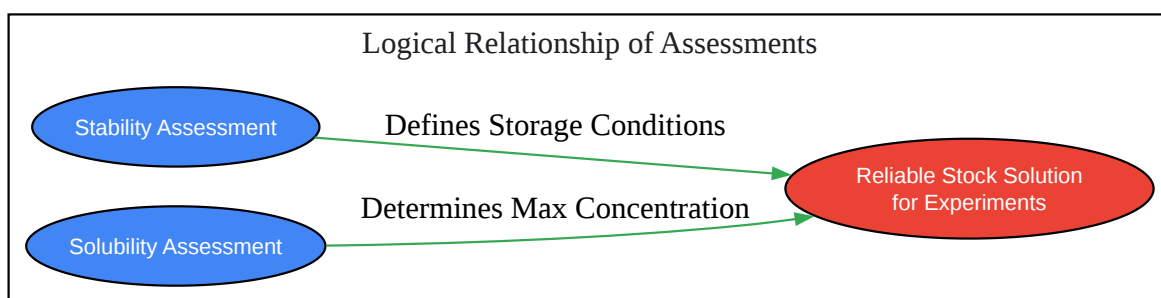 Logical Relationship of Assessments
Stability Assessment
Defines Storage Conditions
Reliable Stock Solution
for Experiments
Determines Max Concentration
Solubility Assessment